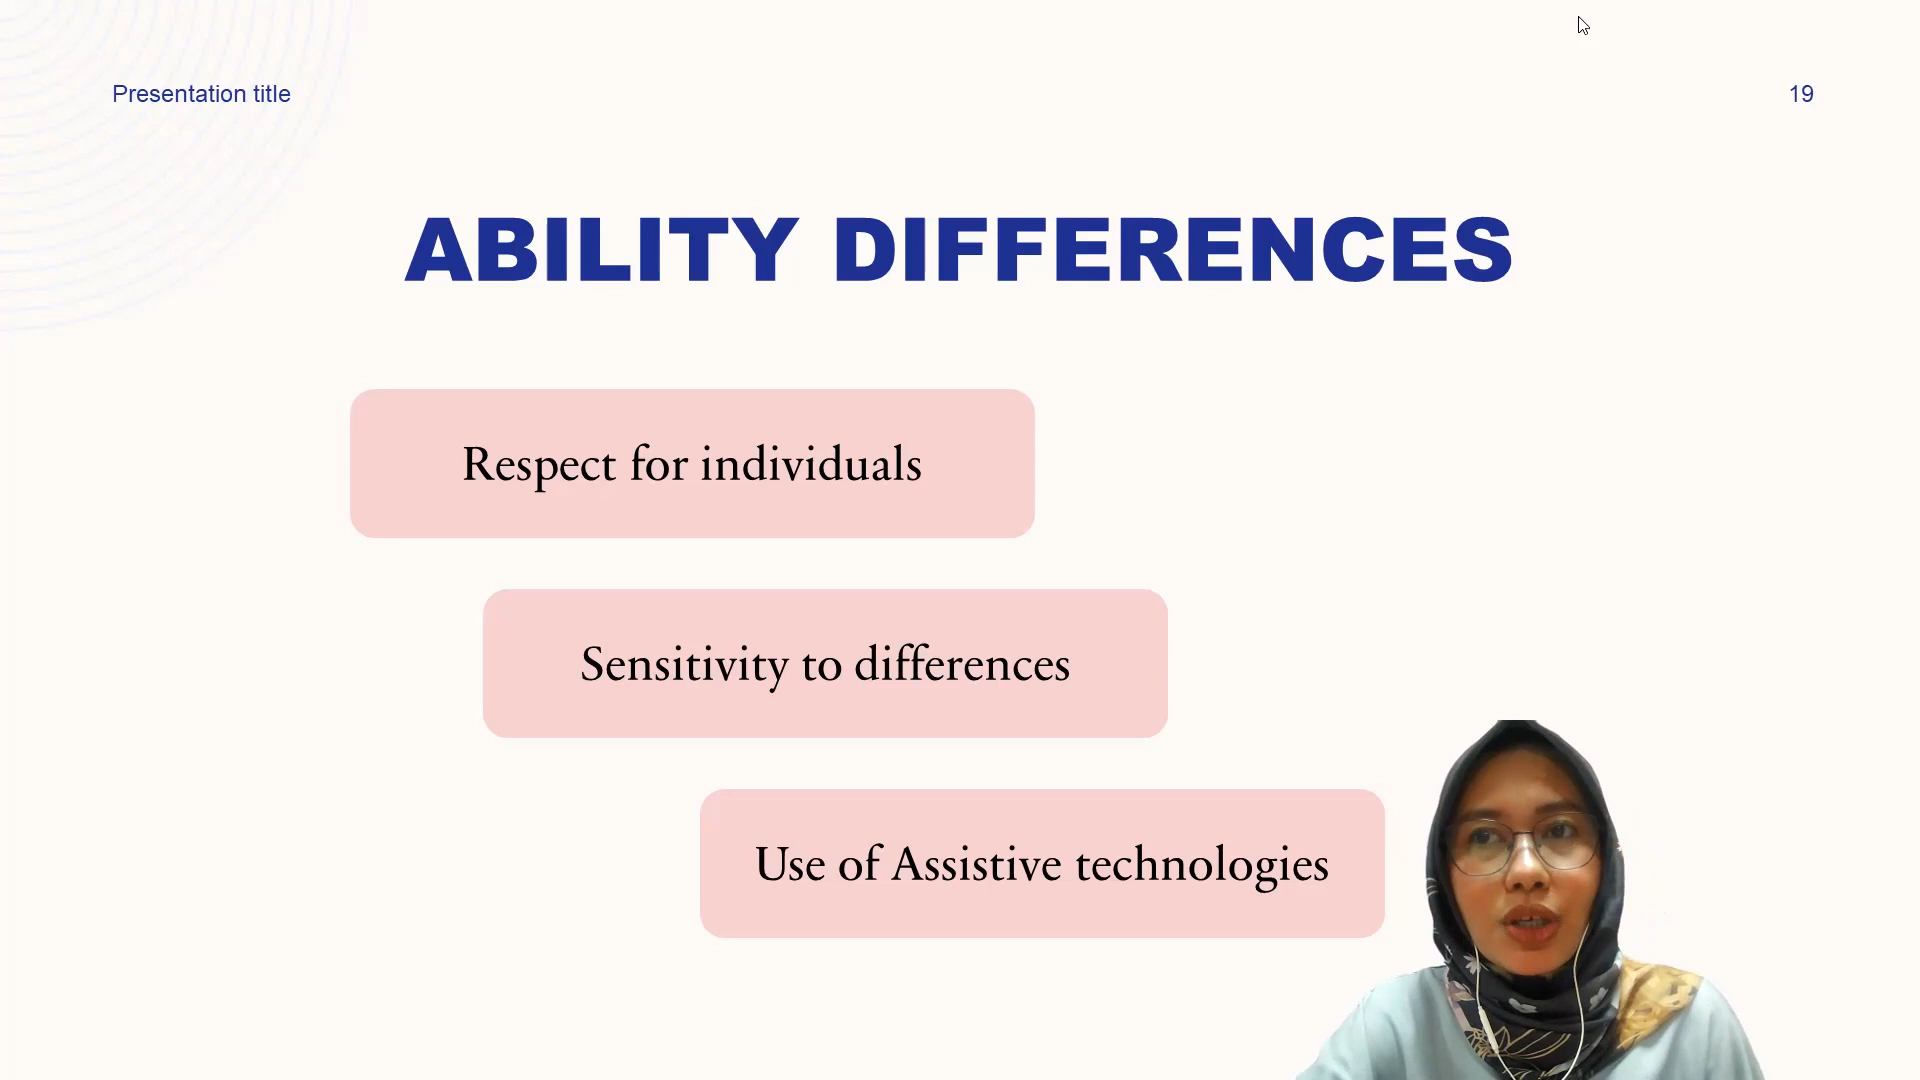 Presentation title
19
ABILITY DIFFERENCES
Respect for individuals
Sensitivity to differences
Use of Assistive technologies